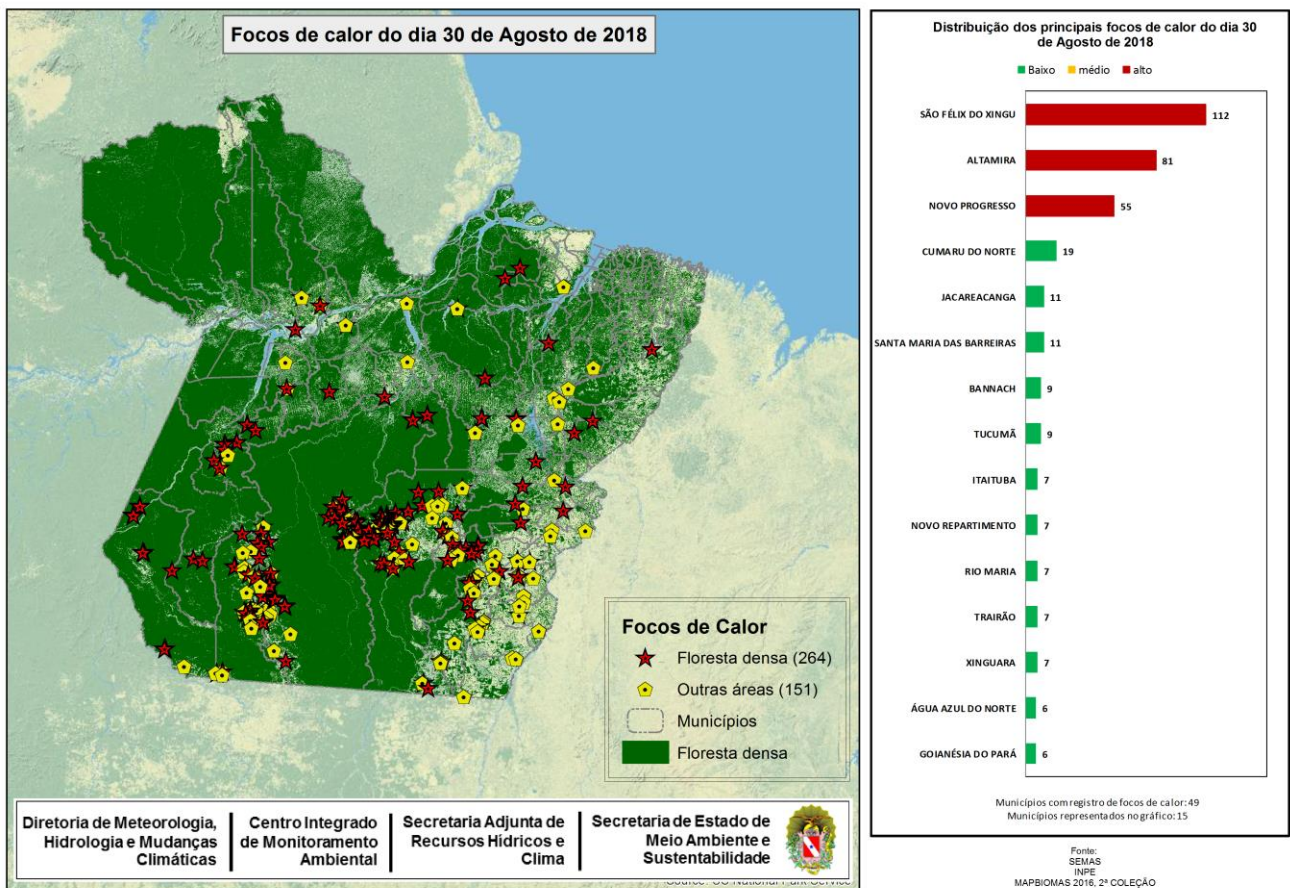 Focos de calor do dia 30 de Agosto de 2018
Focos de Calor
Floresta densa (264)
Outras áreas (151)
Municípios
Floresta densa
Diretoria de Meteorologia,
Hidrologia e Mudanças
Climáticas
Centro Integrado
de Monitoramento
Ambiental
Secretaria Adjunta de
Recursos Hídricos e
Clima
Secretaria de Estado de
Meio Ambiente e
Sustentabilidade
Source: US National Park Service
Distribuição dos principais focos de calor do dia 30
de Agosto de 2018
Baixo médio alto
SÃO FÉLIX DO XINGU 112
ALTAMIRA 81
NOVO PROGRESSO 55
CUMARU DO NORTE 19
JACAREACANGA 11
SANTA MARIA DAS BARREIRAS 11
BANNACH 9
TUCUMÃ 9
ITAITUBA 7
NOVO REPARTIMENTO 7
RIO MARIA 7
TRAIRÃO 7
XINGUARA 7
ÁGUA AZUL DO NORTE 6
GOIANÉSIA DO PARÁ 6
Municípios com registro de focos de calor: 49
Municípios representados no gráfico: 15
Fonte:
SEMAS
INPE
MAPBIOMAS 2016, 2ª COLEÇÃO